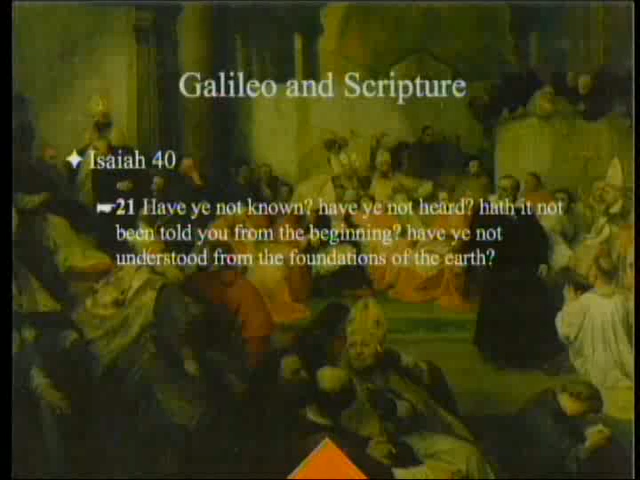 Galileo and Scripture
Isaiah 40
21 Have ye not known? have ye not heard? hath it not
been told you from the beginning? have ye not
understood from the foundations of the earth?